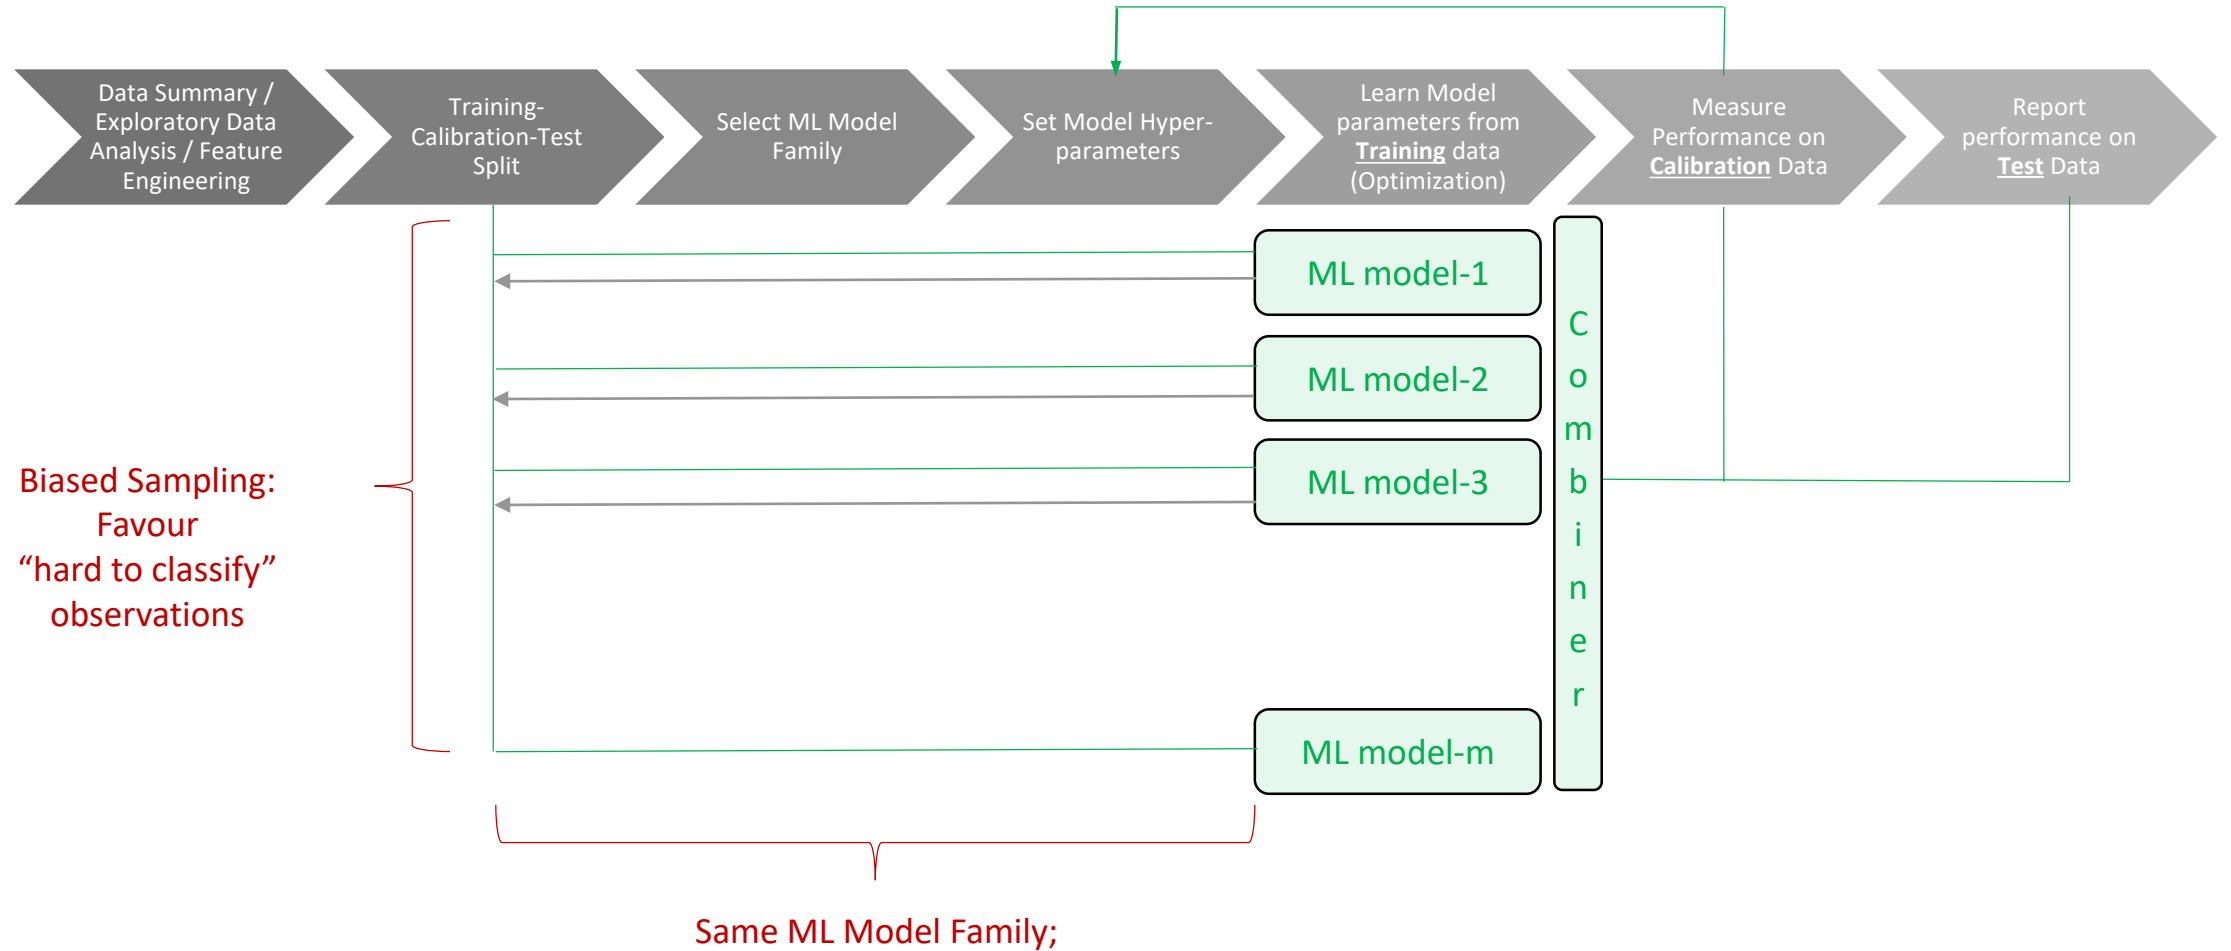 Data Summary /
Exploratory Data
Analysis / Feature
Engineering
Training-
Calibration-Test
Split
Select ML Model
Family
Set Model Hyper-
parameters
Learn Model
parameters from
Training data
(Optimization)
Measure
Performance on
Calibration Data
Report
performance on
Test Data
ML model-1
ML model-2
ML model-3
ML model-m
C
o
m
b
i
n
e
r
Biased Sampling:
Favour
“hard to classify”
observations
Same ML Model Family;